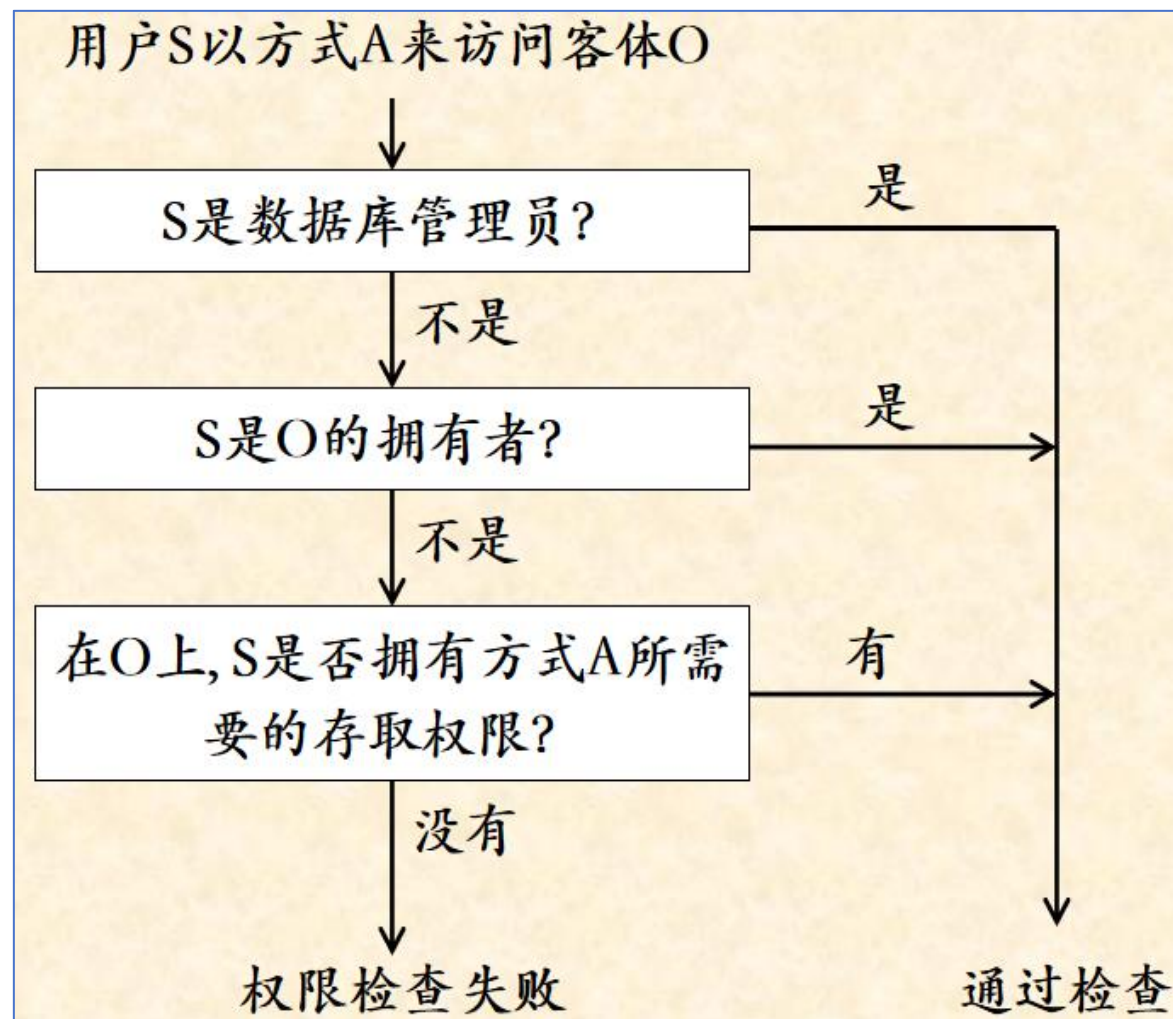 用户S以方式A来访问客体O
S是数据库管理员?
是
不是
S是O的拥有者?
是
不是
在O上, S是否拥有方式A所需
要的存取权限?
有
没有
权限检查失败
通过检查